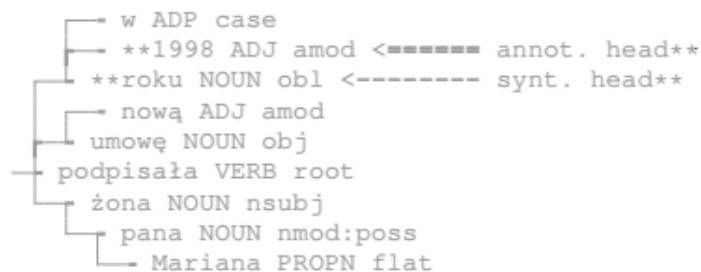 w ADP case
**1998 ADJ amod <====== annot. head**
**roku NOUN obl <-------- synt. head**
nową ADJ amod
umowę NOUN obj
podpisała VERB root
żona NOUN nsubj
pana NOUN nmod:poss
Mariana PROPN flat